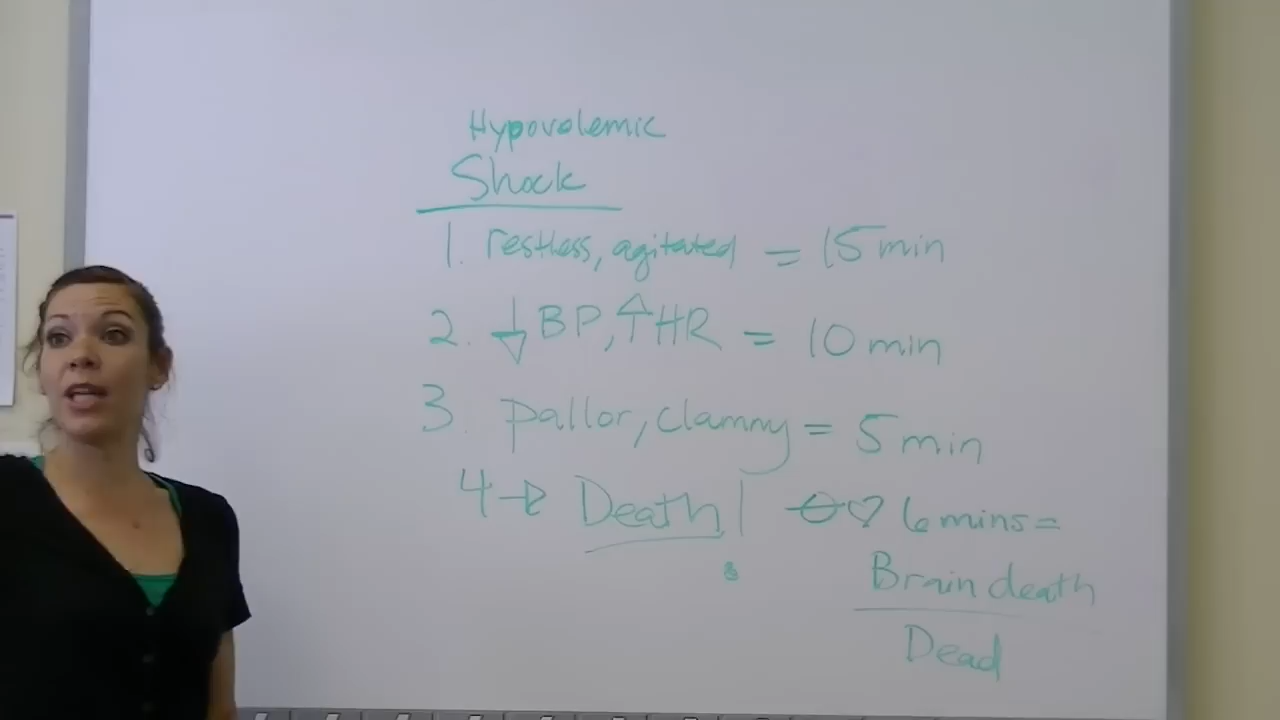 Hypovolemic
Shock
1. restless, agitated = 15 min
2. ↓ BP, ↑ HR = 10 min
3. pallor, clammy = 5 min
4 → Death! ⊖♡ 6 mins =
Brain death
Dead